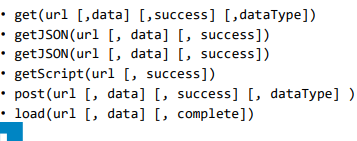 • get(url [,data] [,success] [,dataType])
• getJSON(url [, data] [, success])
• getJSON(url [, data] [, success])
• getScript(url [, success])
• post(url [, data] [, success] [, dataType] )
• load(url [, data] [, complete])